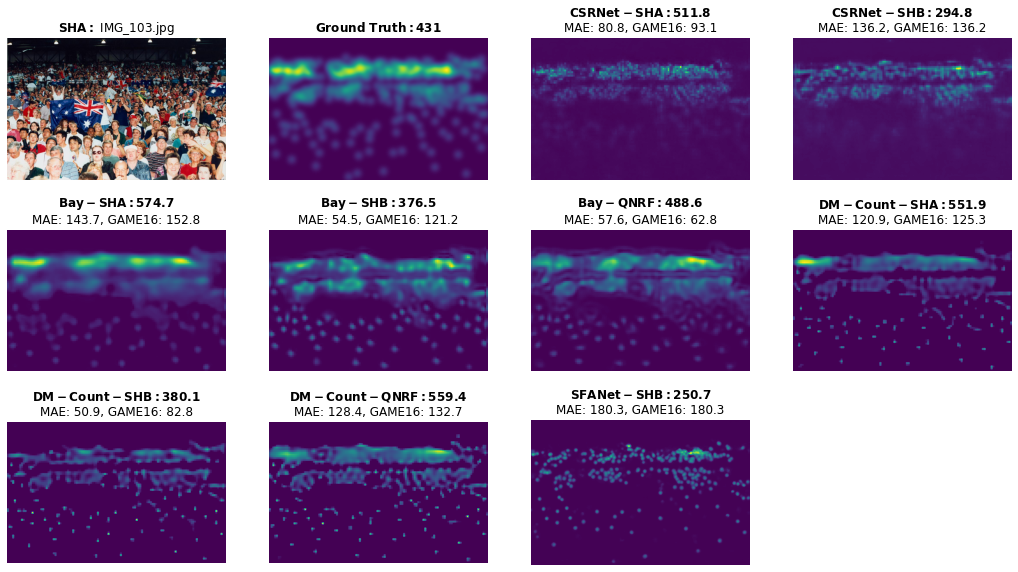 SHA: IMG_103.jpg
Ground Truth: 431
CSRNet-SHA: 511.8
MAE: 80.8, GAME16: 93.1
CSRNet-SHB: 294.8
MAE: 136.2, GAME16: 136.2
Bay-SHA: 574.7
MAE: 143.7, GAME16: 152.8
Bay-SHB: 376.5
MAE: 54.5, GAME16: 121.2
Bay-QNRF: 488.6
MAE: 57.6, GAME16: 62.8
DM-Count-SHA: 551.9
MAE: 120.9, GAME16: 125.3
DM-Count-SHB: 380.1
MAE: 50.9, GAME16: 82.8
DM-Count-QNRF: 559.4
MAE: 128.4, GAME16: 132.7
SFANet-SHB: 250.7
MAE: 180.3, GAME16: 180.3